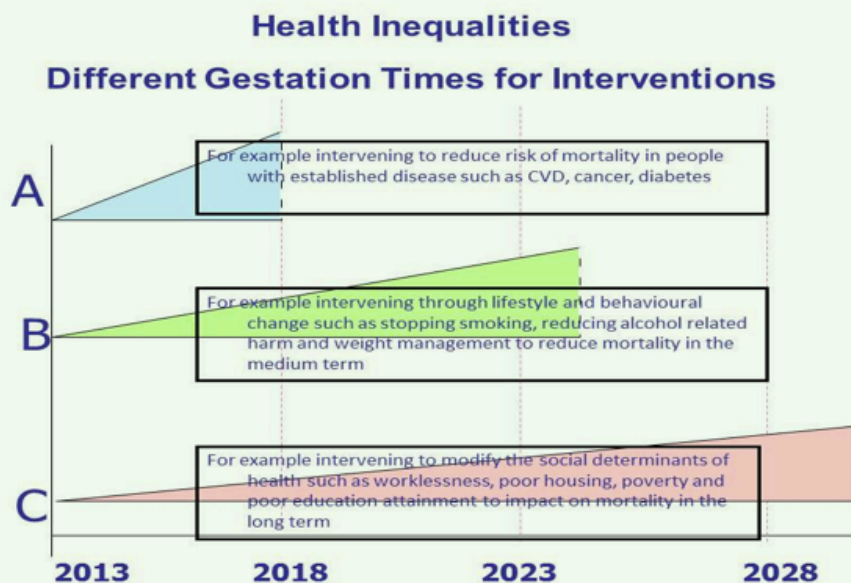 Health Inequalities
Different Gestation Times for Interventions
A
For example intervening to reduce risk of mortality in people
with established disease such as CVD, cancer, diabetes
B
For example intervening through lifestyle and behavioural
change such as stopping smoking, reducing alcohol related
harm and weight management to reduce mortality in the
medium term
C
For example intervening to modify the social determinants of
health such as worklessness, poor housing, poverty and
poor education attainment to impact on mortality in the
long term
2013 2018 2023 2028